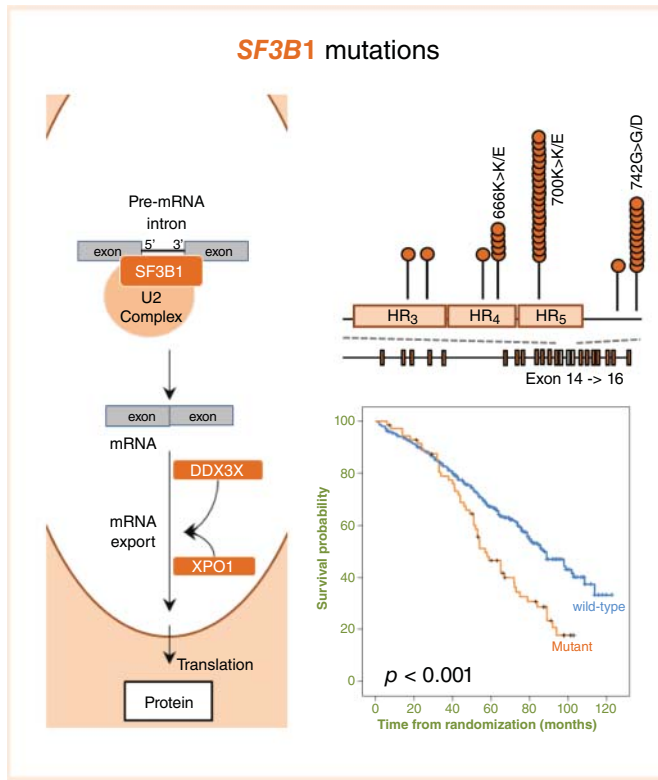 SF3B1 mutations
Pre-mRNA
intron
5’ 3’
exon exon
SF3B1
U2
Complex
exon exon
mRNA
DDX3X
mRNA
export
XPO1
Translation
Protein
666K>K/E
700K>K/E
742G>G/D
HR3 HR4 HR5
Exon 14 -> 16
Survival probability
100
80
60
40
20
0
wild-type
Mutant
p < 0.001
0 20 40 60 80 100 120
Time from randomization (months)